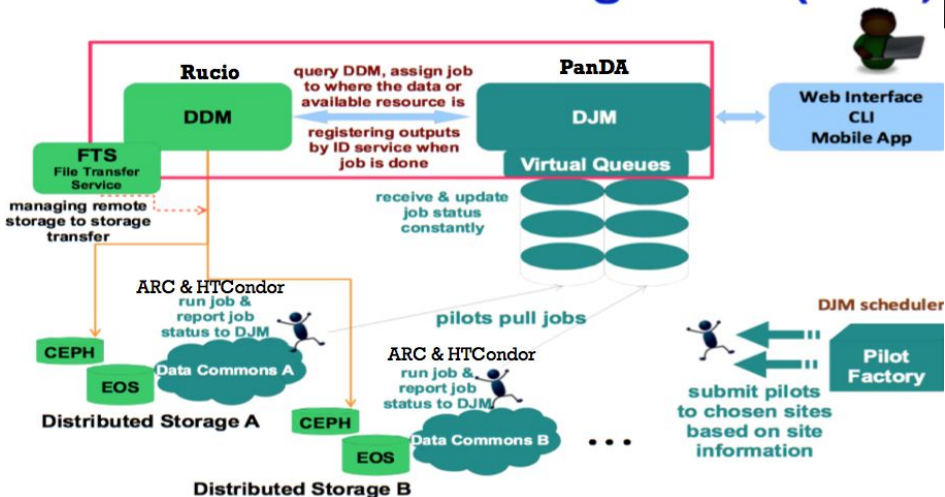 Rucio
PanDA
query DDM, assign job
to where the data or
available resource is
registering outputs
by ID service when
job is done
DDM
DJM
Virtual Queues
Web Interface
CLI
Mobile App
FTS
File Transfer
Service
managing remote
storage to storage
transfer
receive & update
job status
constantly
ARC & HTCondor
run job &
report job
status to DJM
pilots pull jobs
DJM scheduler
CEPH
EOS
Data Commons A
Distributed Storage A
ARC & HTCondor
run job &
report job
status to DJM
CEPH
EOS
Data Commons B
Distributed Storage B
...
Pilot
Factory
submit pilots
to chosen sites
based on site
information